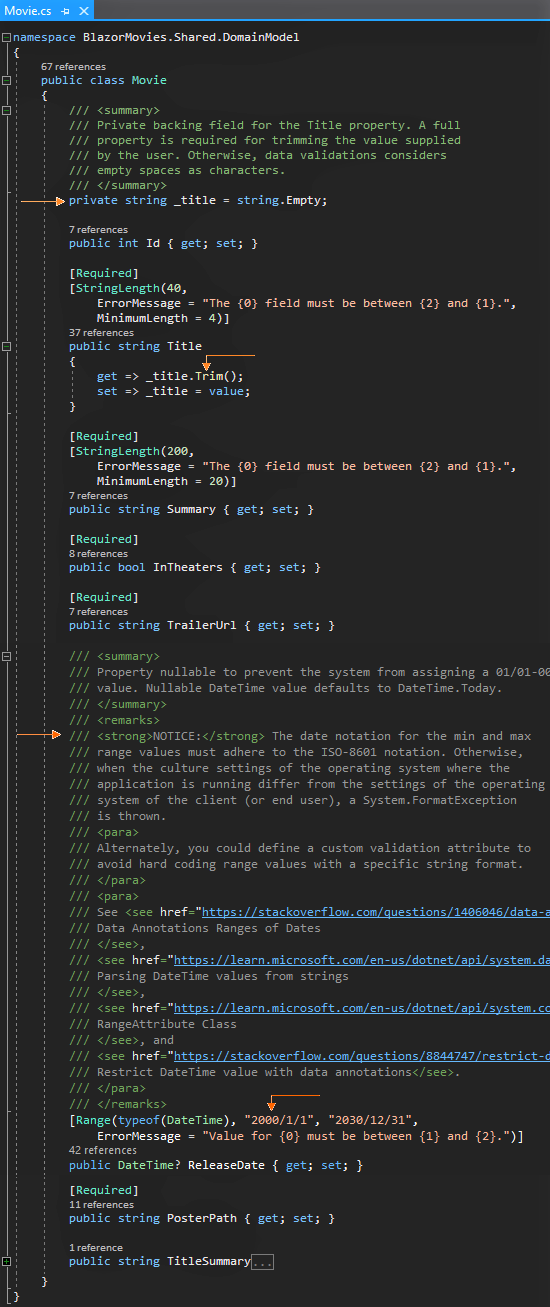 Movie.cs
namespace BlazorMovies.Shared.DomainModel
{
67 references
public class Movie
{
/// <summary>
/// Private backing field for the Title property. A full
/// property is required for trimming the value supplied
/// by the user. Otherwise, data validations considers
/// empty spaces as characters.
/// </summary>
private string _title = string.Empty;
7 references
public int Id { get; set; }
[Required]
[StringLength(40,
ErrorMessage = "The {0} field must be between {2} and {1}.",
MinimumLength = 4)]
37 references
public string Title
{
get => _title.Trim();
set => _title = value;
}
[Required]
[StringLength(200,
ErrorMessage = "The {0} field must be between {2} and {1}.",
MinimumLength = 20)]
7 references
public string Summary { get; set; }
[Required]
8 references
public bool InTheaters { get; set; }
[Required]
7 references
public string TrailerUrl { get; set; }
/// <summary>
/// Property nullable to prevent the system from assigning a 01/01-00
/// value. Nullable DateTime value defaults to DateTime.Today.
/// </summary>
/// <remarks>
/// <strong>NOTICE:</strong> The date notation for the min and max
/// range values must adhere to the ISO-8601 notation. Otherwise,
/// when the culture settings of the operating system where the
/// application is running differ from the settings of the operating
/// system of the client (or end user), a System.FormatException
/// is thrown.
/// <para>
/// Alternately, you could define a custom validation attribute to
/// avoid hard coding range values with a specific string format.
/// </para>
/// <para>
/// See <see href="https://stackoverflow.com/questions/1406046/data-a
/// Data Annotations Ranges of Dates
/// </see>,
/// <see href="https://learn.microsoft.com/en-us/dotnet/api/system.da
/// Parsing DateTime values from strings
/// </see>,
/// <see href="https://learn.microsoft.com/en-us/dotnet/api/system.co
/// RangeAttribute Class
/// </see>, and
/// <see href="https://stackoverflow.com/questions/8844747/restrict-d
/// Restrict DateTime value with data annotations</see>.
/// </para>
/// </remarks>
[Range(typeof(DateTime), "2000/1/1", "2030/12/31",
ErrorMessage = "Value for {0} must be between {1} and {2}.")]
42 references
public DateTime? ReleaseDate { get; set; }
[Required]
11 references
public string PosterPath { get; set; }
1 reference
public string TitleSummary...
}
}